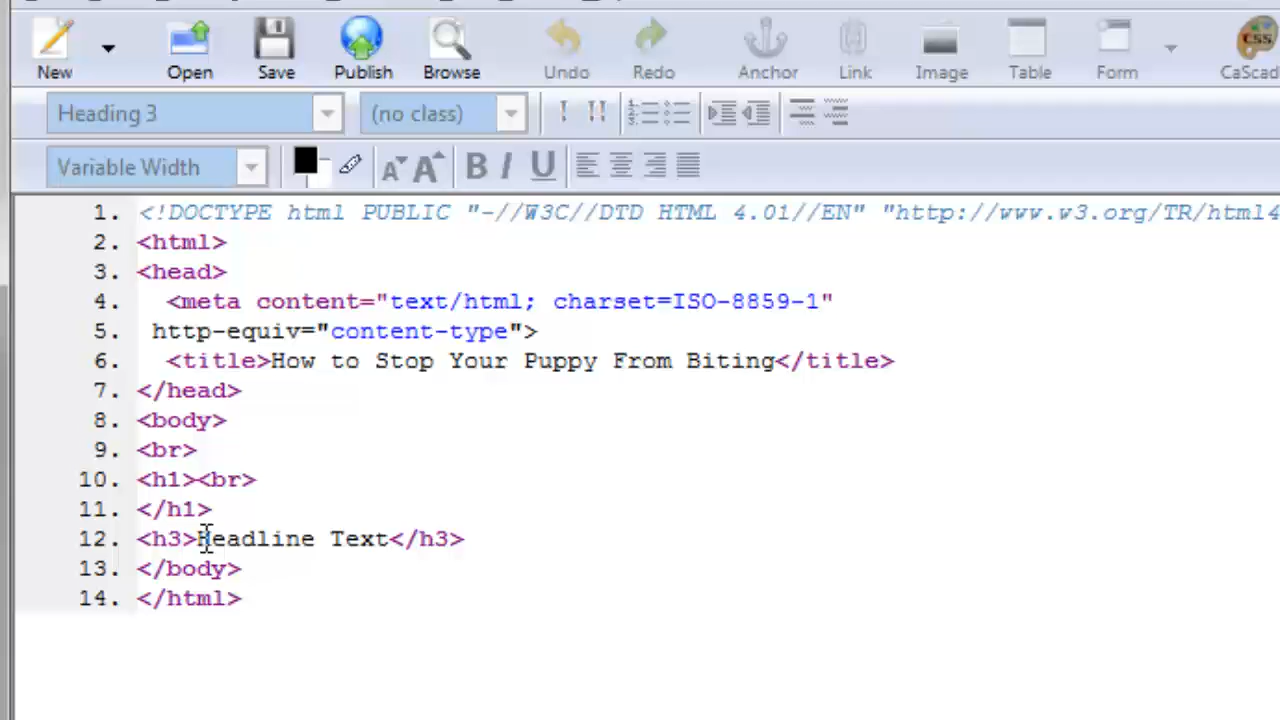 New Open Save Publish Browse Undo Redo Anchor Link Image Table Form CaScad
Heading 3 (no class)
Variable Width B I U
1. <!DOCTYPE html PUBLIC "-//W3C//DTD HTML 4.01//EN" "http://www.w3.org/TR/html4
2. <html>
3. <head>
4. <meta content="text/html; charset=ISO-8859-1"
5. http-equiv="content-type">
6. <title>How to Stop Your Puppy From Biting</title>
7. </head>
8. <body>
9. <br>
10. <h1><br>
11. </h1>
12. <h3>Headline Text</h3>
13. </body>
14. </html>